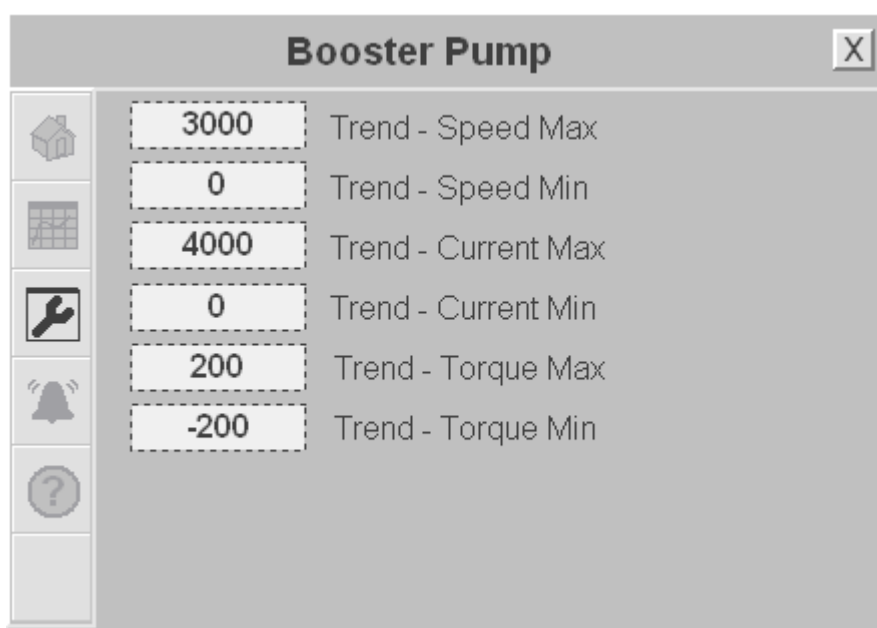 Booster Pump X
3000 Trend - Speed Max
0 Trend - Speed Min
4000 Trend - Current Max
0 Trend - Current Min
200 Trend - Torque Max
-200 Trend - Torque Min
?